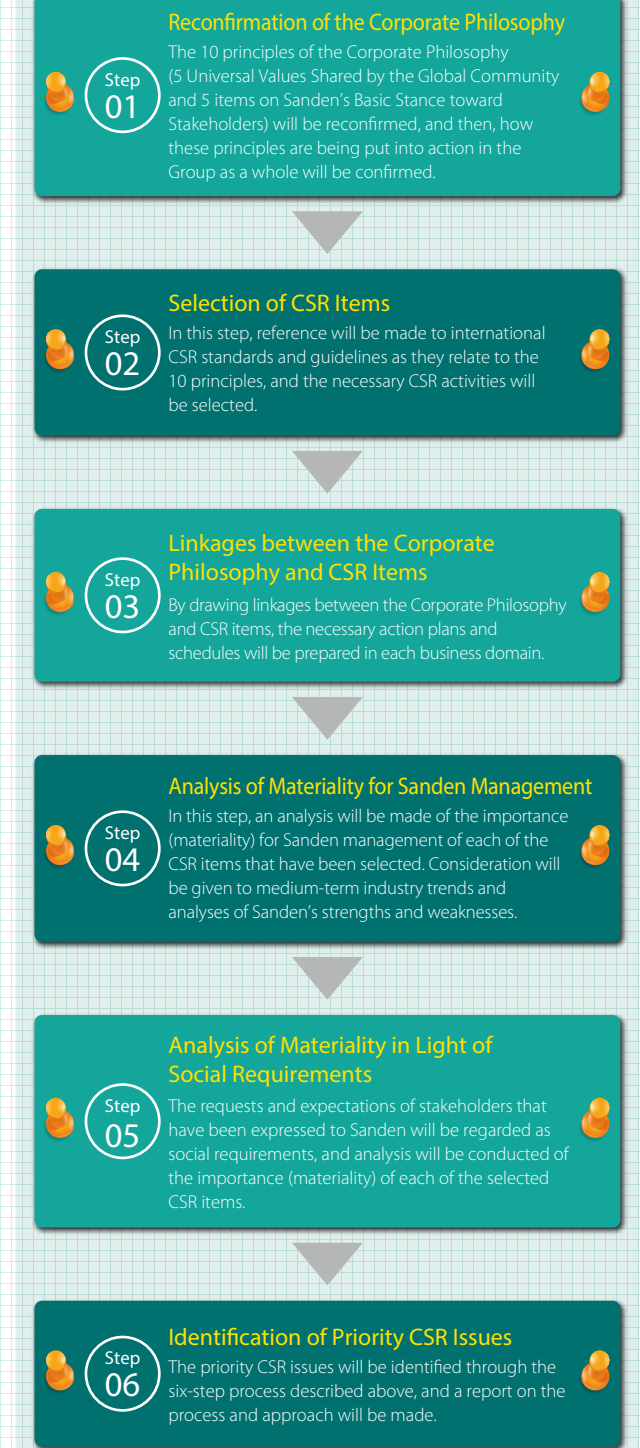 Reconfirmation of the Corporate Philosophy
Step
01
The 10 principles of the Corporate Philosophy
(5 Universal Values Shared by the Global Community
and 5 items on Sanden's Basic Stance toward
Stakeholders) will be reconfirmed, and then, how
these principles are being put into action in the
Group as a whole will be confirmed.
Selection of CSR Items
Step
02
In this step, reference will be made to international
CSR standards and guidelines as they relate to the
10 principles, and the necessary CSR activities will
be selected.
Linkages between the Corporate
Philosophy and CSR Items
Step
03
By drawing linkages between the Corporate Philosophy
and CSR items, the necessary action plans and
schedules will be prepared in each business domain.
Analysis of Materiality for Sanden Management
Step
04
In this step, an analysis will be made of the importance
(materiality) for Sanden management of each of the
CSR items that have been selected. Consideration will
be given to medium-term industry trends and
analyses of Sanden's strengths and weaknesses.
Analysis of Materiality in Light of
Social Requirements
Step
05
The requests and expectations of stakeholders that
have been expressed to Sanden will be regarded as
social requirements, and analysis will be conducted of
the importance (materiality) of each of the selected
CSR items.
Identification of Priority CSR Issues
Step
06
The priority CSR issues will be identified through the
six-step process described above, and a report on the
process and approach will be made.